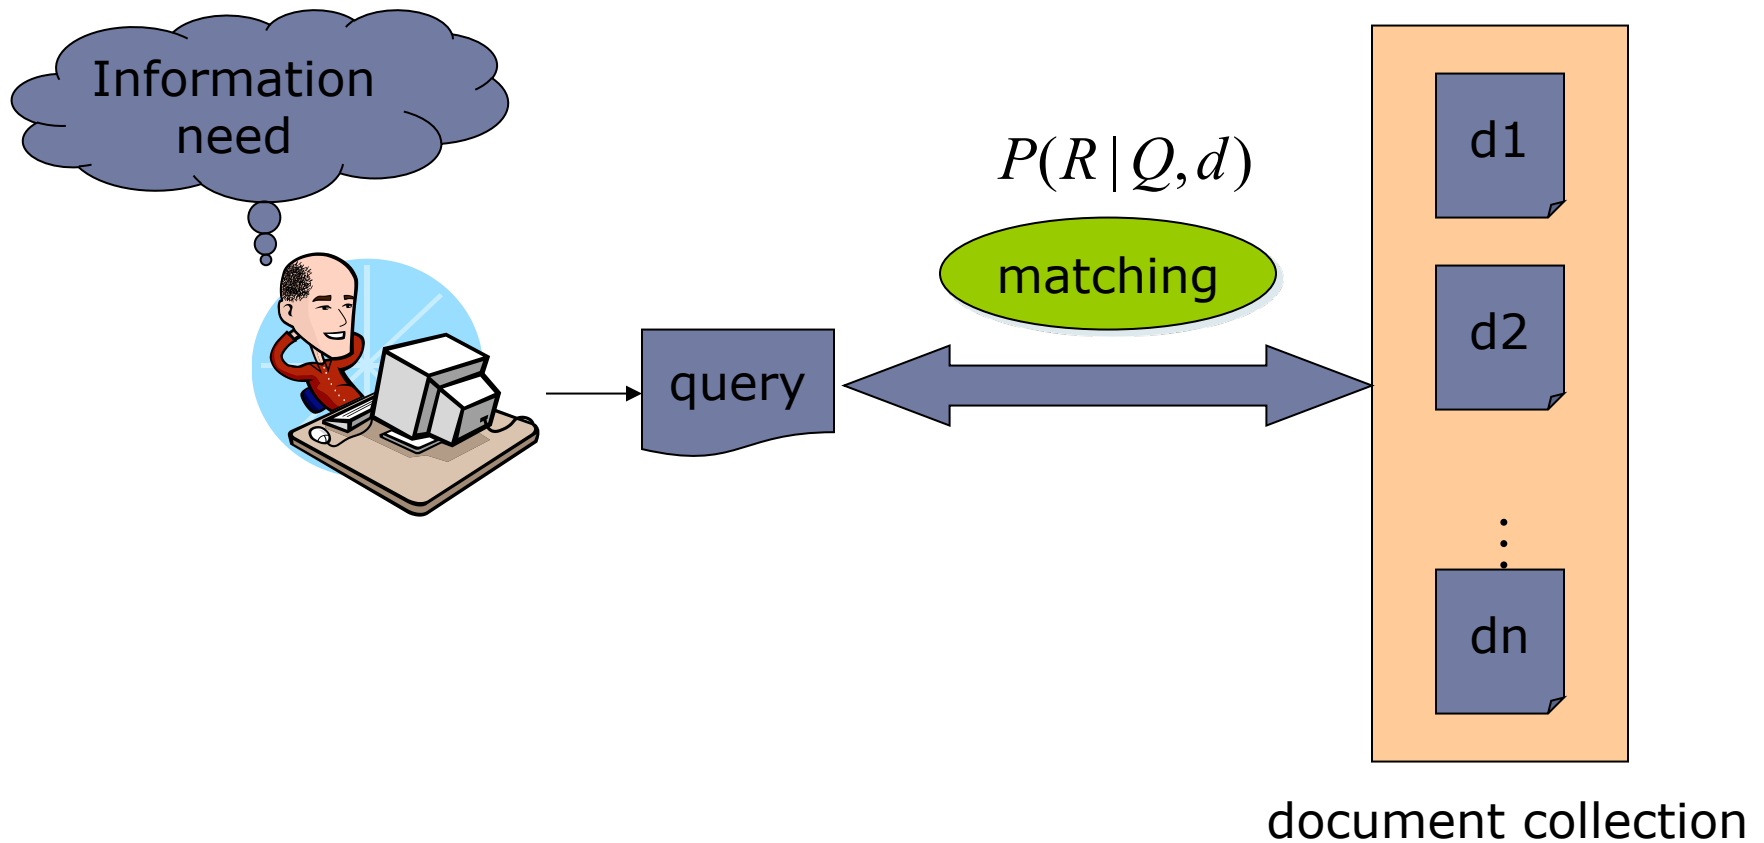 Information
need
P(R|Q,d)
matching
query
d1
d2
⋮
dn
document collection